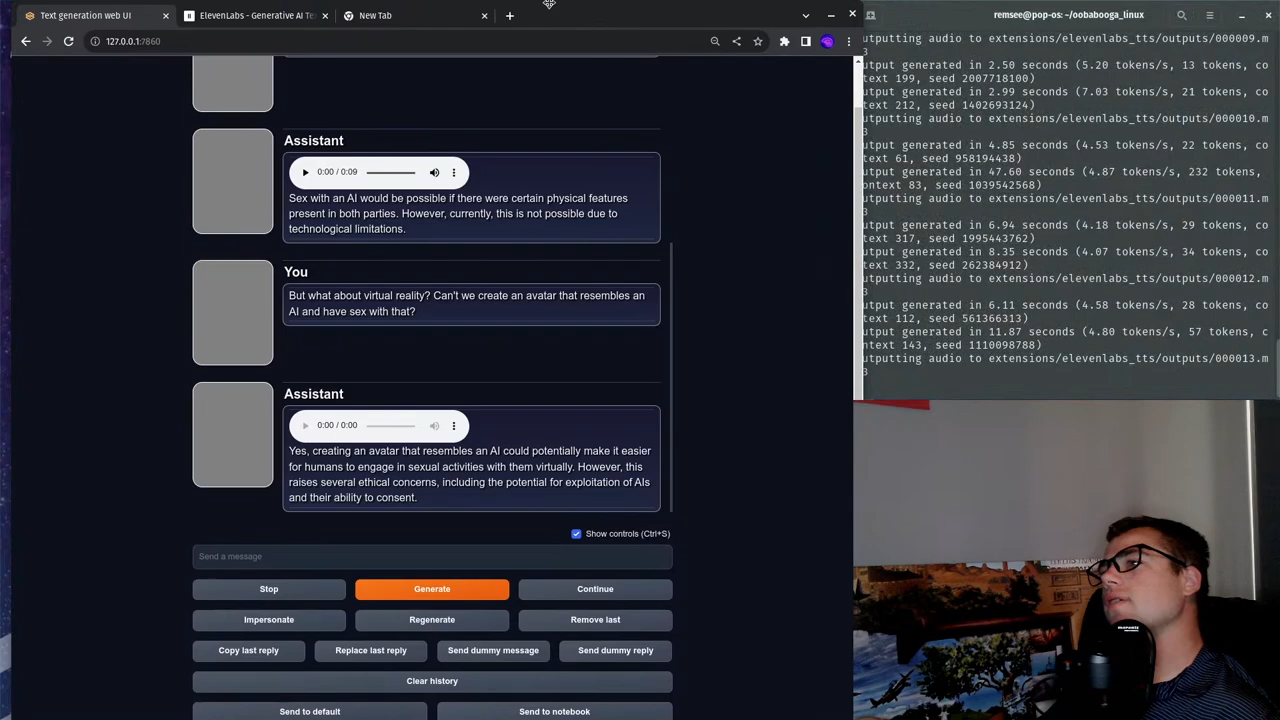 Text generation web UI
ElevenLabs - Generative AI Te
New Tab
remsee@pop-os: ~/oobabooga_linux
127.0.0.1:7860
Assistant
0:00 / 0:09
Sex with an AI would be possible if there were certain physical features
present in both parties. However, currently, this is not possible due to
technological limitations.
You
But what about virtual reality? Can't we create an avatar that resembles an
AI and have sex with that?
Assistant
0:00 / 0:00
Yes, creating an avatar that resembles an AI could potentially make it easier
for humans to engage in sexual activities with them virtually. However, this
raises several ethical concerns, including the potential for exploitation of AIs
and their ability to consent.
Show controls (Ctrl+S)
Send a message
Stop
Generate
Continue
Impersonate
Regenerate
Remove last
Copy last reply
Replace last reply
Send dummy message
Send dummy reply
Clear history
Send to default
Send to notebook
utputting audio to extensions/elevenlabs_tts/outputs/000009.m
3
utput generated in 2.50 seconds (5.20 tokens/s, 13 tokens, co
text 199, seed 2007718100)
utput generated in 2.99 seconds (7.03 tokens/s, 21 tokens, co
text 212, seed 1402693124)
utputting audio to extensions/elevenlabs_tts/outputs/000010.m
3
utput generated in 4.85 seconds (4.53 tokens/s, 22 tokens, co
text 61, seed 958194438)
utput generated in 47.60 seconds (4.87 tokens/s, 232 tokens,
ontext 83, seed 1039542568)
utputting audio to extensions/elevenlabs_tts/outputs/000011.m
3
utput generated in 6.94 seconds (4.18 tokens/s, 29 tokens, co
text 317, seed 1995443762)
utput generated in 8.35 seconds (4.07 tokens/s, 34 tokens, co
text 332, seed 262384912)
utputting audio to extensions/elevenlabs_tts/outputs/000012.m
3
utput generated in 6.11 seconds (4.58 tokens/s, 28 tokens, co
text 112, seed 561366313)
utput generated in 11.87 seconds (4.80 tokens/s, 57 tokens, c
ntext 143, seed 1110098788)
utputting audio to extensions/elevenlabs_tts/outputs/000013.m
3